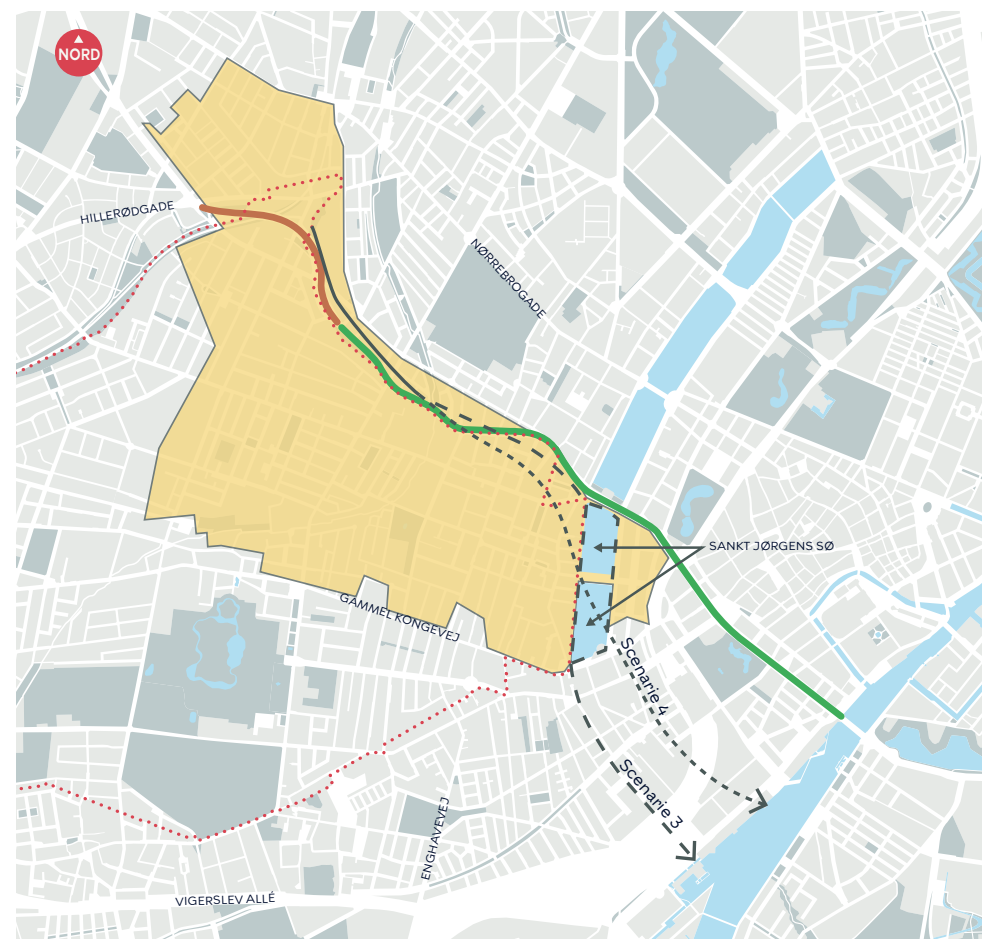 NORD
HILLERØDGADE
NØRREBROGADE
SANKT JØRGENS SØ
GAMMEL KONGEVEJ
Scenarie 4
Scenarie 3
ENGHAVEVEJ
VIGERSLEV ALLÉ